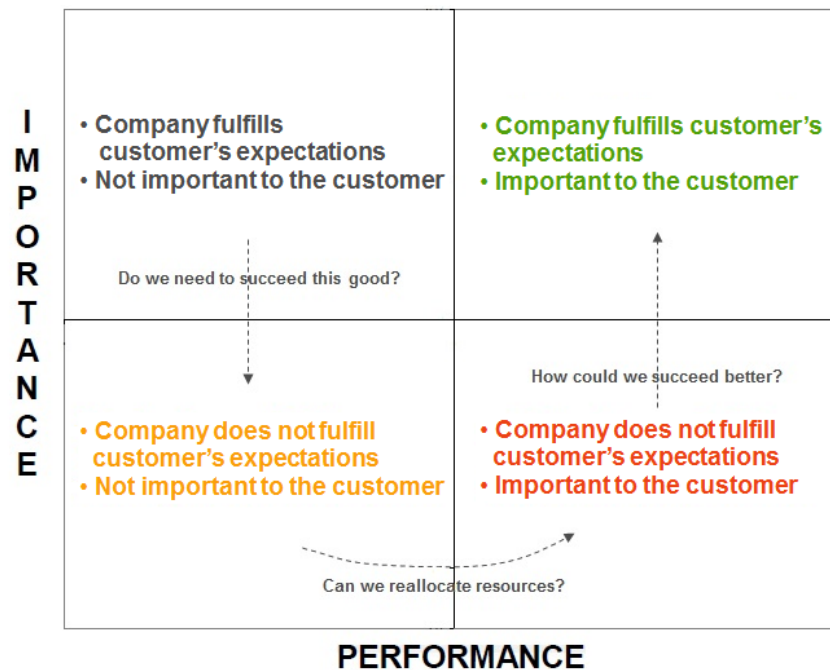 IMPORTANCE
• Company fulfills
customer's expectations
• Not important to the customer
Do we need to succeed this good?
• Company fulfills customer's
expectations
• Important to the customer
How could we succeed better?
• Company does not fulfill
customer's expectations
• Not important to the customer
• Company does not fulfill
customer's expectations
• Important to the customer
Can we reallocate resources?
PERFORMANCE